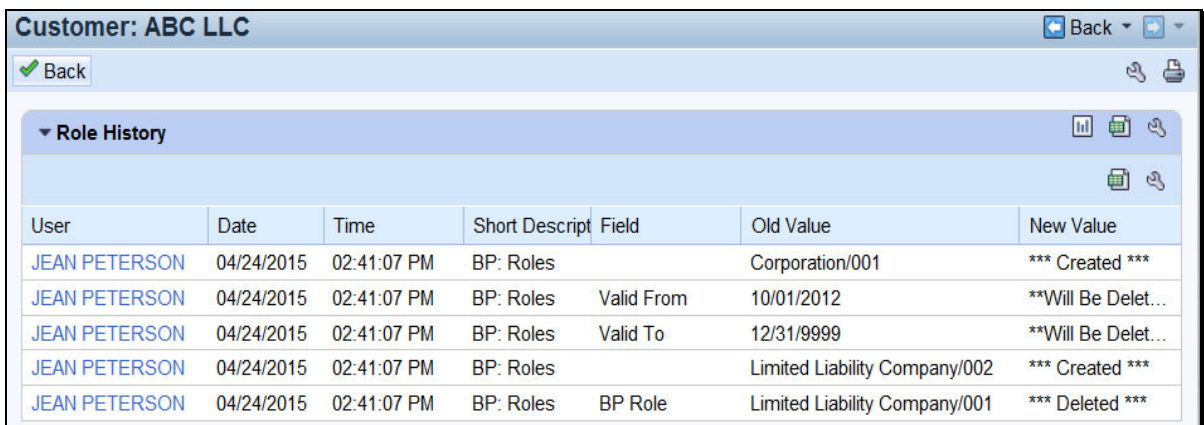 Customer: ABC LLC Back
Back
Role History
User Date Time Short Descript Field Old Value New Value
JEAN PETERSON 04/24/2015 02:41:07 PM BP: Roles Corporation/001 *** Created ***
JEAN PETERSON 04/24/2015 02:41:07 PM BP: Roles Valid From 10/01/2012 **Will Be Delet...
JEAN PETERSON 04/24/2015 02:41:07 PM BP: Roles Valid To 12/31/9999 **Will Be Delet...
JEAN PETERSON 04/24/2015 02:41:07 PM BP: Roles Limited Liability Company/002 *** Created ***
JEAN PETERSON 04/24/2015 02:41:07 PM BP: Roles BP Role Limited Liability Company/001 *** Deleted ***